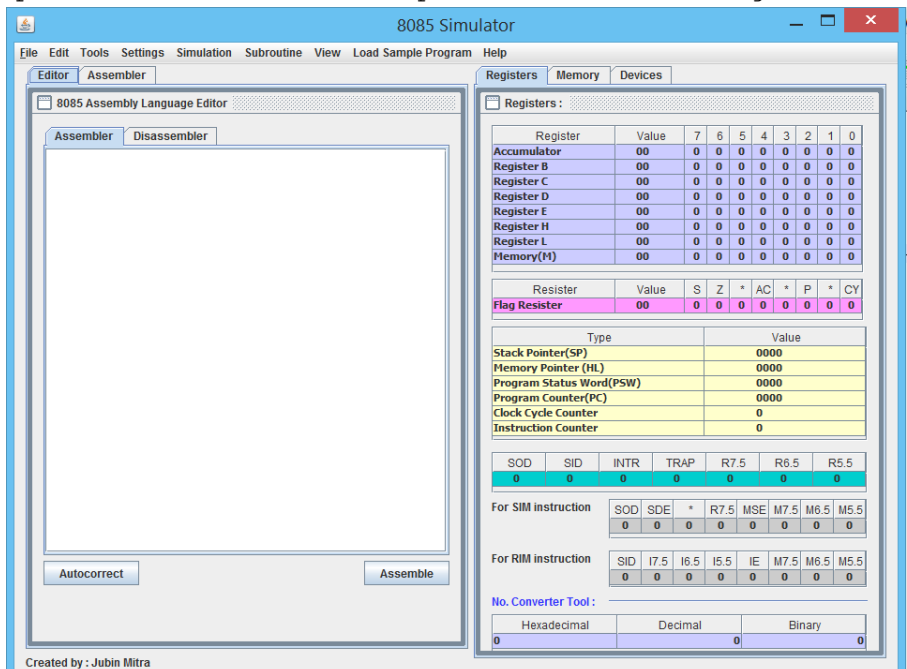 8085 Simulator
File Edit Tools Settings Simulation Subroutine View Load Sample Program Help
Editor Assembler
8085 Assembly Language Editor
Assembler Disassembler
Autocorrect Assemble
Registers Memory Devices
Registers :
Register Value 7 6 5 4 3 2 1 0
Accumulator 00 0 0 0 0 0 0 0 0
Register B 00 0 0 0 0 0 0 0 0
Register C 00 0 0 0 0 0 0 0 0
Register D 00 0 0 0 0 0 0 0 0
Register E 00 0 0 0 0 0 0 0 0
Register H 00 0 0 0 0 0 0 0 0
Register L 00 0 0 0 0 0 0 0 0
Memory(M) 00 0 0 0 0 0 0 0 0
Resister Value S Z * AC * P * CY
Flag Resister 00 0 0 0 0 0 0 0 0
Type Value
Stack Pointer(SP) 0000
Memory Pointer (HL) 0000
Program Status Word(PSW) 0000
Program Counter(PC) 0000
Clock Cycle Counter 0
Instruction Counter 0
SOD SID INTR TRAP R7.5 R6.5 R5.5
0 0 0 0 0 0 0
For SIM instruction SOD SDE * R7.5 MSE M7.5 M6.5 M5.5
0 0 0 0 0 0 0 0
For RIM instruction SID I7.5 I6.5 I5.5 IE M7.5 M6.5 M5.5
0 0 0 0 0 0 0 0
No. Converter Tool :
Hexadecimal Decimal Binary
0 0 0
Created by : Jubin Mitra